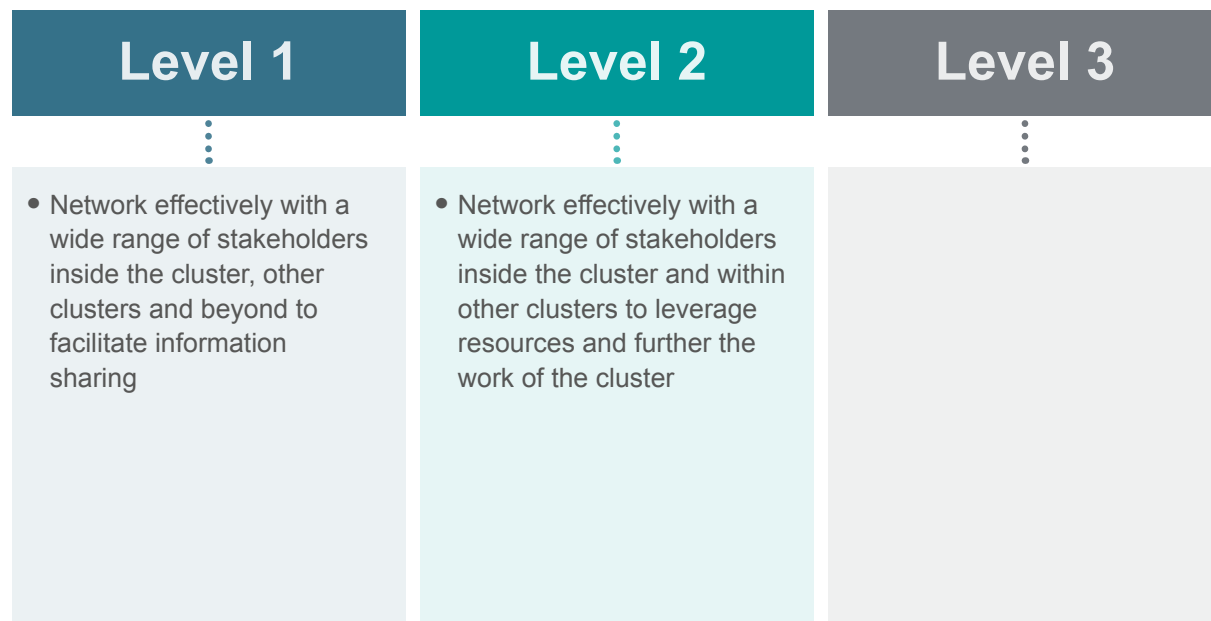 Level 1
Level 2
Level 3
• Network effectively with a
wide range of stakeholders
inside the cluster, other
clusters and beyond to
facilitate information
sharing
• Network effectively with a
wide range of stakeholders
inside the cluster and within
other clusters to leverage
resources and further the
work of the cluster